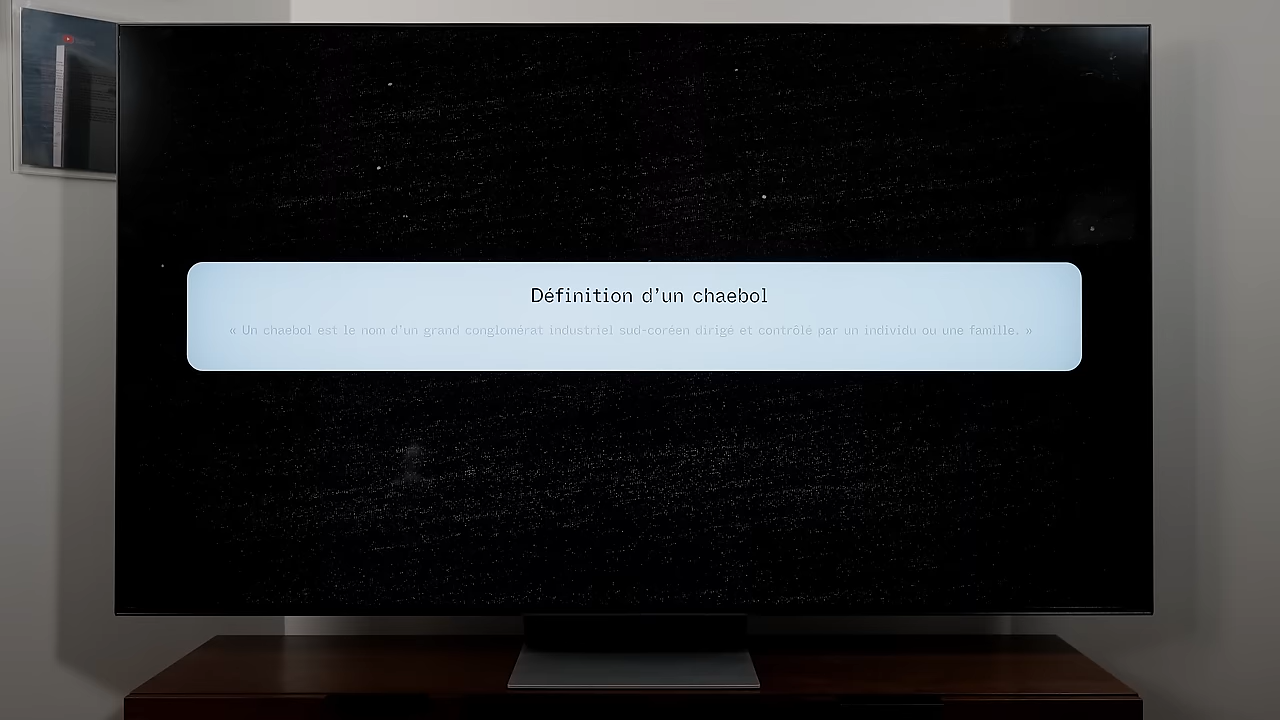 Définition d’un chaebol
« Un chaebol est le nom d’un grand conglomérat industriel sud-coréen dirigé et contrôlé par un individu ou une famille. »